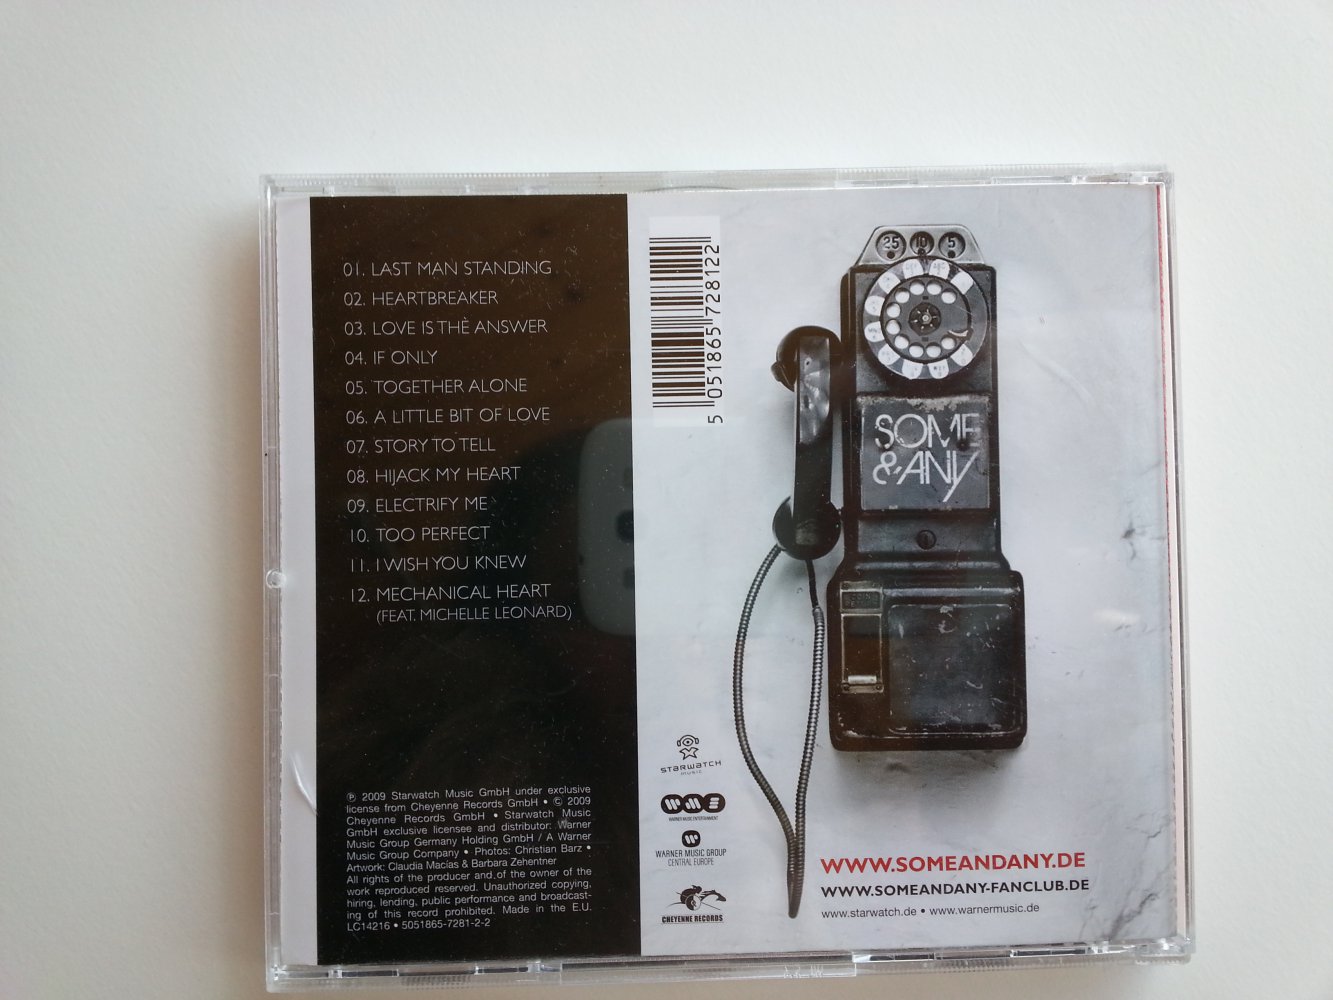 01. LAST MAN STANDING
02. HEARTBREAKER
03. LOVE IS THE ANSWER
04. IF ONLY
05. TOGETHER ALONE
06. A LITTLE BIT OF LOVE
07. STORY TO TELL
08. HIJACK MY HEART
09. ELECTRIFY ME
10. TOO PERFECT
11. I WISH YOU KNEW
12. MECHANICAL HEART
(FEAT. MICHELLE LEONARD)
℗ 2009 Starwatch Music GmbH under exclusive
license from Cheyenne Records GmbH • © 2009
Cheyenne Records GmbH • Starwatch Music
GmbH exclusive licensee and distributor: Warner
Music Group Germany Holding GmbH / A Warner
Music Group Company • Photos: Christian Barz •
Artwork: Claudia Macias & Barbara Zehentner
All rights of the producer and of the owner of the
work reproduced reserved. Unauthorized copying,
hiring, lending, public performance and broadcast-
ing of this record prohibited. Made in the E.U.
LC14216 • 5051865-7281-2-2
5 051865 728122
25 10 5
SOME
&ANY
STARWATCH
MUSIC
WME
WARNER MUSIC ENTERTAINMENT
WARNER MUSIC GROUP
CENTRAL EUROPE
CHEYENNE RECORDS
WWW.SOMEANDANY.DE
WWW.SOMEANDANY-FANCLUB.DE
www.starwatch.de • www.warnermusic.de